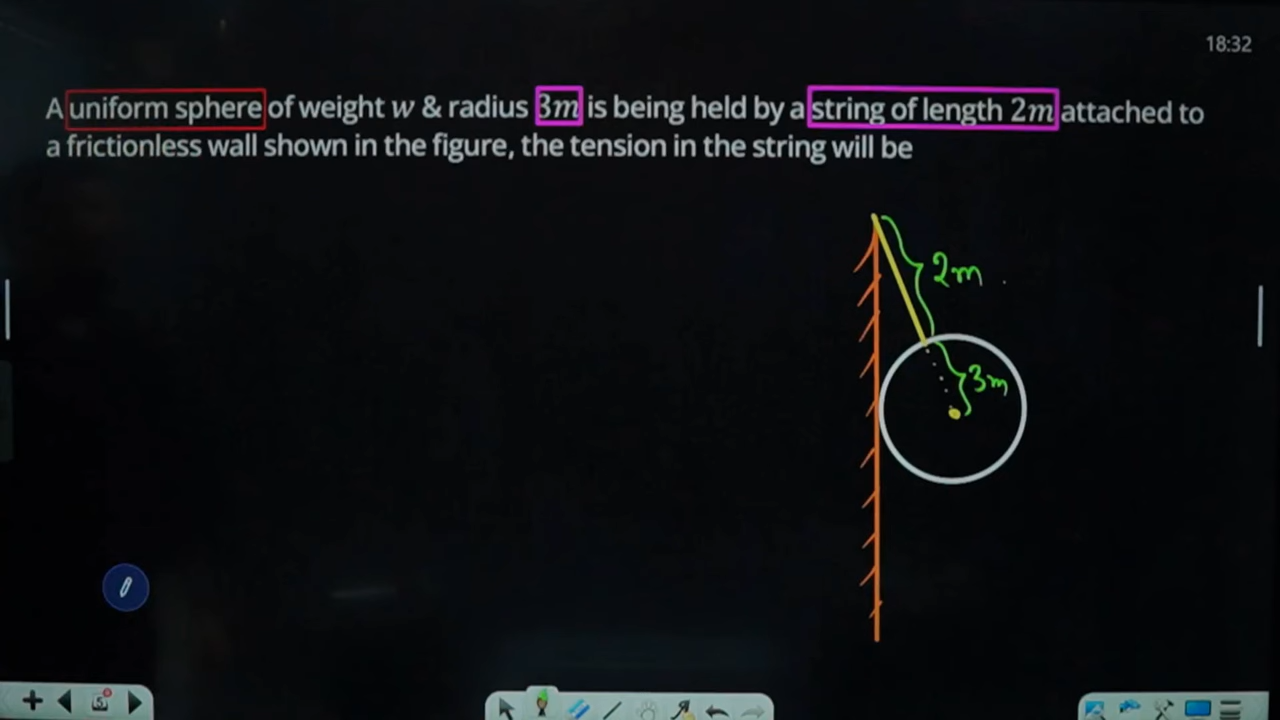 18:32
A uniform sphere of weight w & radius 3m is being held by a string of length 2m attached to
a frictionless wall shown in the figure, the tension in the string will be
2m
3m